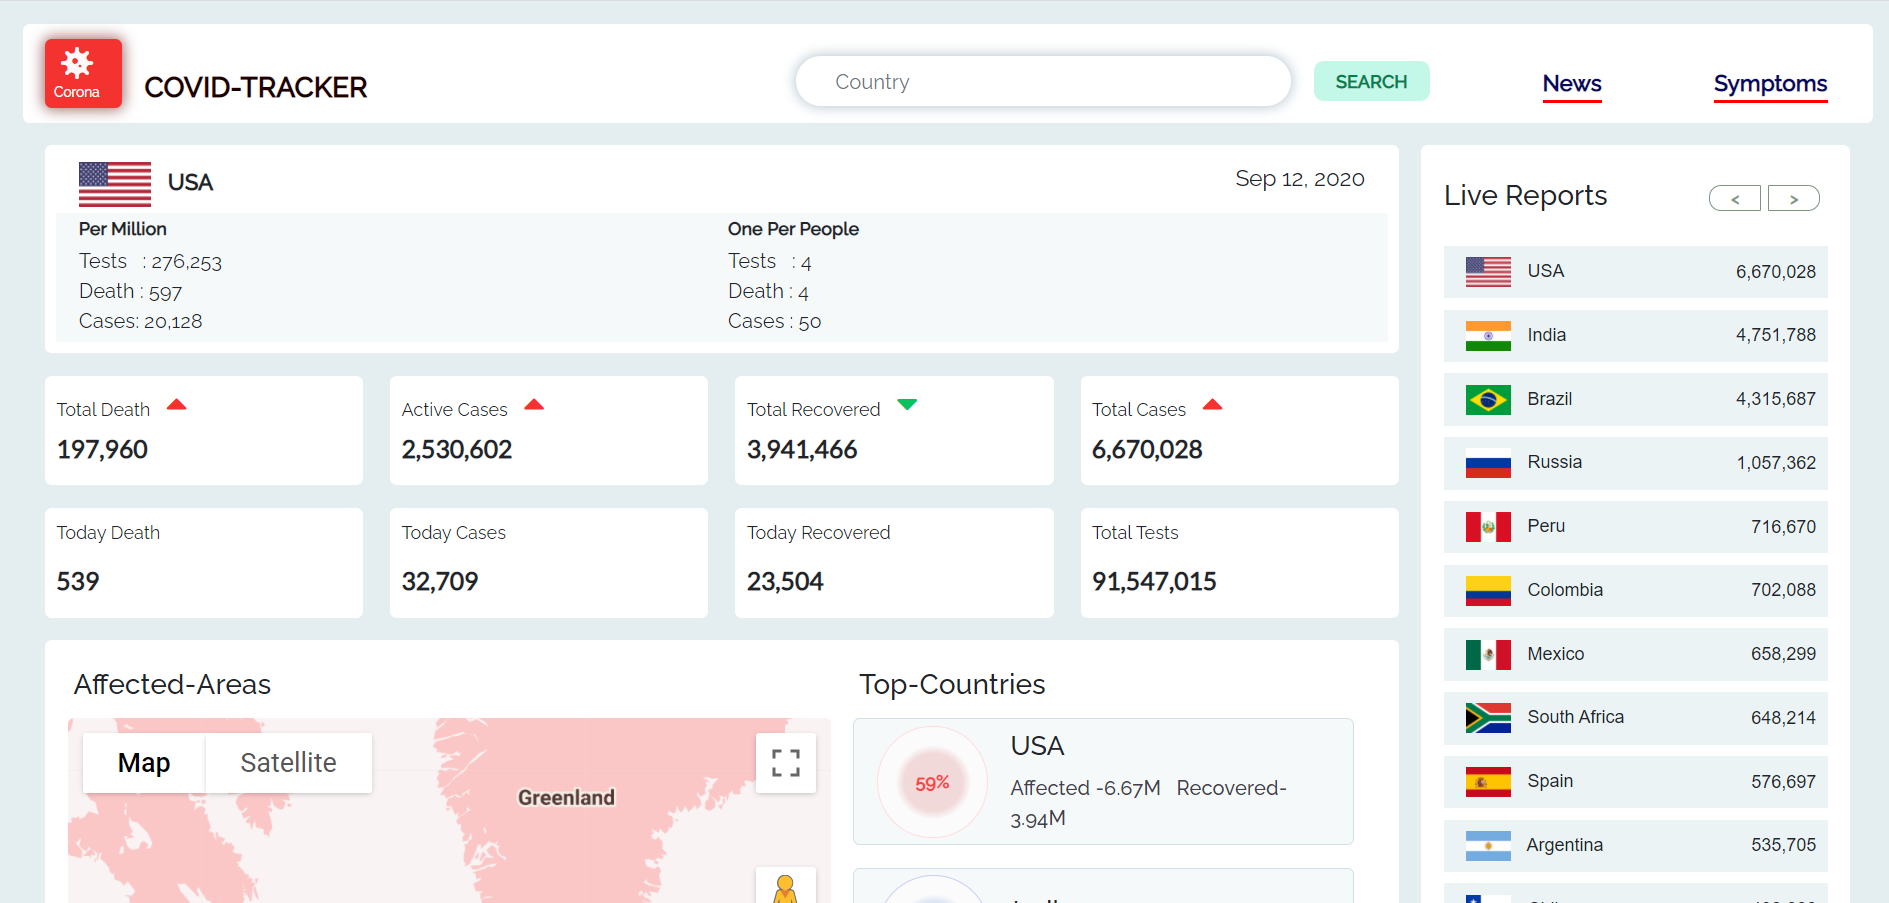 Corona
COVID-TRACKER
Country
SEARCH
News
Symptoms
USA
Sep 12, 2020
Per Million
Tests : 276,253
Death : 597
Cases: 20,128
One Per People
Tests : 4
Death : 4
Cases : 50
Total Death
197,960
Active Cases
2,530,602
Total Recovered
3,941,466
Total Cases
6,670,028
Today Death
539
Today Cases
32,709
Today Recovered
23,504
Total Tests
91,547,015
Affected-Areas
Map
Satellite
Greenland
Top-Countries
59%
USA
Affected -6.67M Recovered-
3.94M
Live Reports
< >
USA 6,670,028
India 4,751,788
Brazil 4,315,687
Russia 1,057,362
Peru 716,670
Colombia 702,088
Mexico 658,299
South Africa 648,214
Spain 576,697
Argentina 535,705